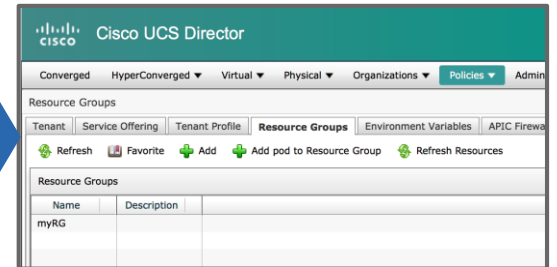 CISCO Cisco UCS Director
Converged HyperConverged Virtual Physical Organizations Policies Admin
Resource Groups
Tenant Service Offering Tenant Profile Resource Groups Environment Variables APIC Firewa
Refresh Favorite Add Add pod to Resource Group Refresh Resources
Resource Groups
Name Description
myRG